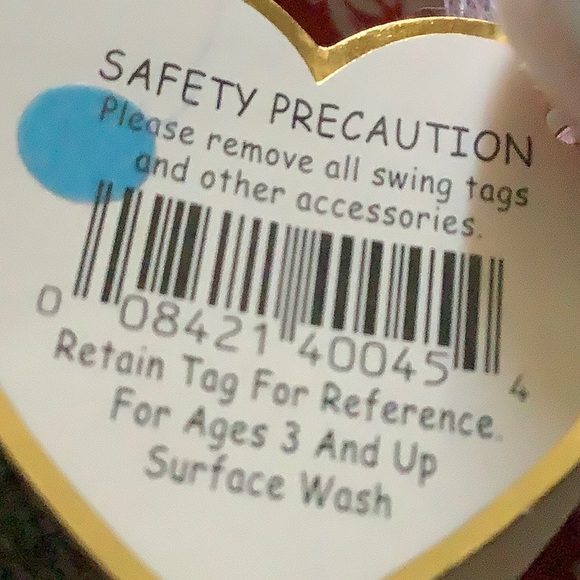 SAFETY PRECAUTION
Please remove all swing tags
and other accessories.
0 08421 40045 4
Retain Tag For Reference.
For Ages 3 And Up
Surface Wash